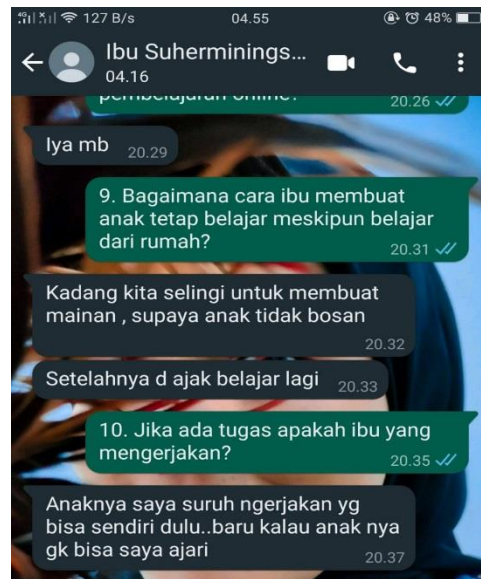 4G 127 B/s 04.55 48%
Ibu Suherminings...
04.16
pembelajaran online?
20.26
Iya mb 20.29
9. Bagaimana cara ibu membuat
anak tetap belajar meskipun belajar
dari rumah?
20.31
Kadang kita selingi untuk membuat
mainan , supaya anak tidak bosan
20.32
Setelahnya d ajak belajar lagi 20.33
10. Jika ada tugas apakah ibu yang
mengerjakan?
20.35
Anaknya saya suruh ngerjakan yg
bisa sendiri dulu..baru kalau anak nya
gk bisa saya ajari
20.37